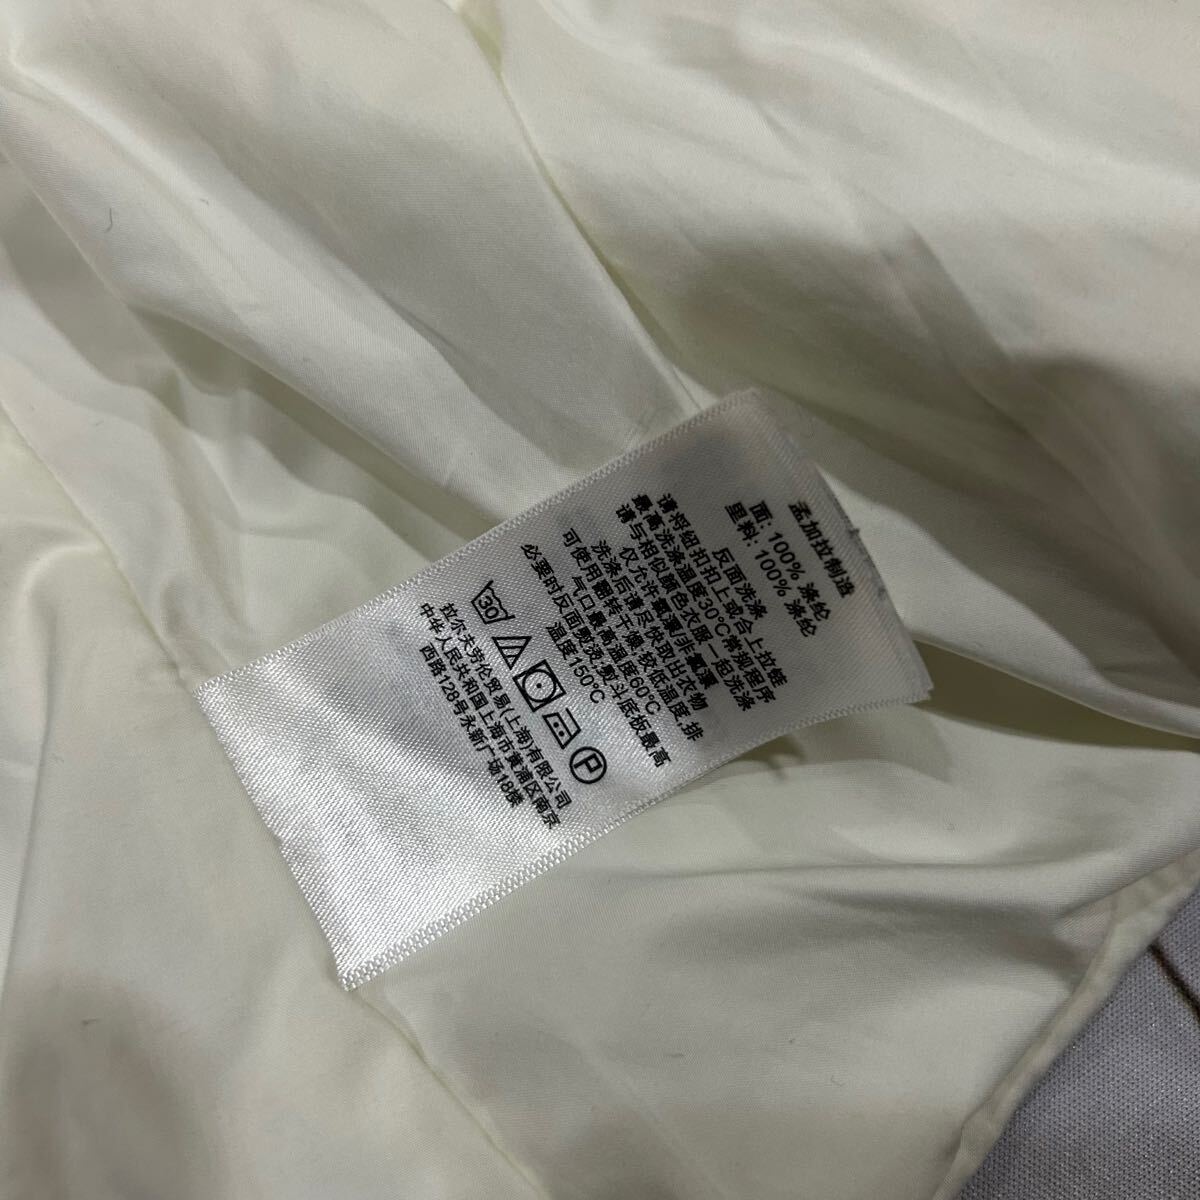 孟加拉制造
面: 100% 涤纶
里料: 100% 涤纶
反面洗涤
请将纽扣扣上或合上拉链
最高洗涤温度30℃常规程序
请与相似颜色衣服一起洗涤
仅允许氧漂/非氯漂
洗涤后请尽快取出衣物
可使用翻转干燥,较低温度,排
气口最高温度60℃
必要时反面熨烫熨斗底板最高
温度150℃
30 P
拉尔夫劳伦贸易(上海)有限公司
中华人民共和国上海市黄浦区南京
西路128号永新广场18楼